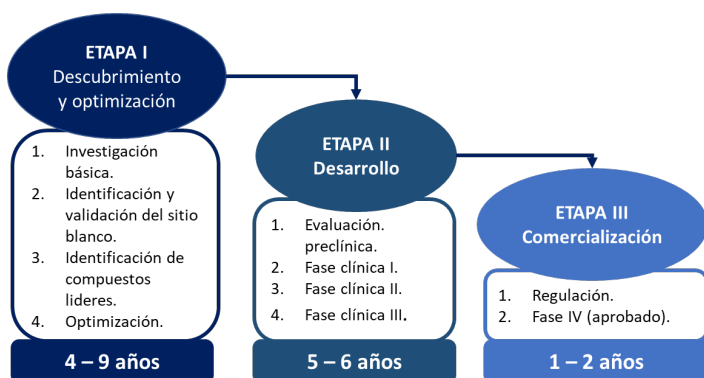 ETAPA I
Descubrimiento
y optimización
1. Investigación
básica.
2. Identificación y
validación del sitio
blanco.
3. Identificación de
compuestos
lideres.
4. Optimización.
4 – 9 años
ETAPA II
Desarrollo
1. Evaluación.
preclínica.
2. Fase clínica I.
3. Fase clínica II.
4. Fase clínica III.
5 – 6 años
ETAPA III
Comercialización
1. Regulación.
2. Fase IV (aprobado).
1 – 2 años